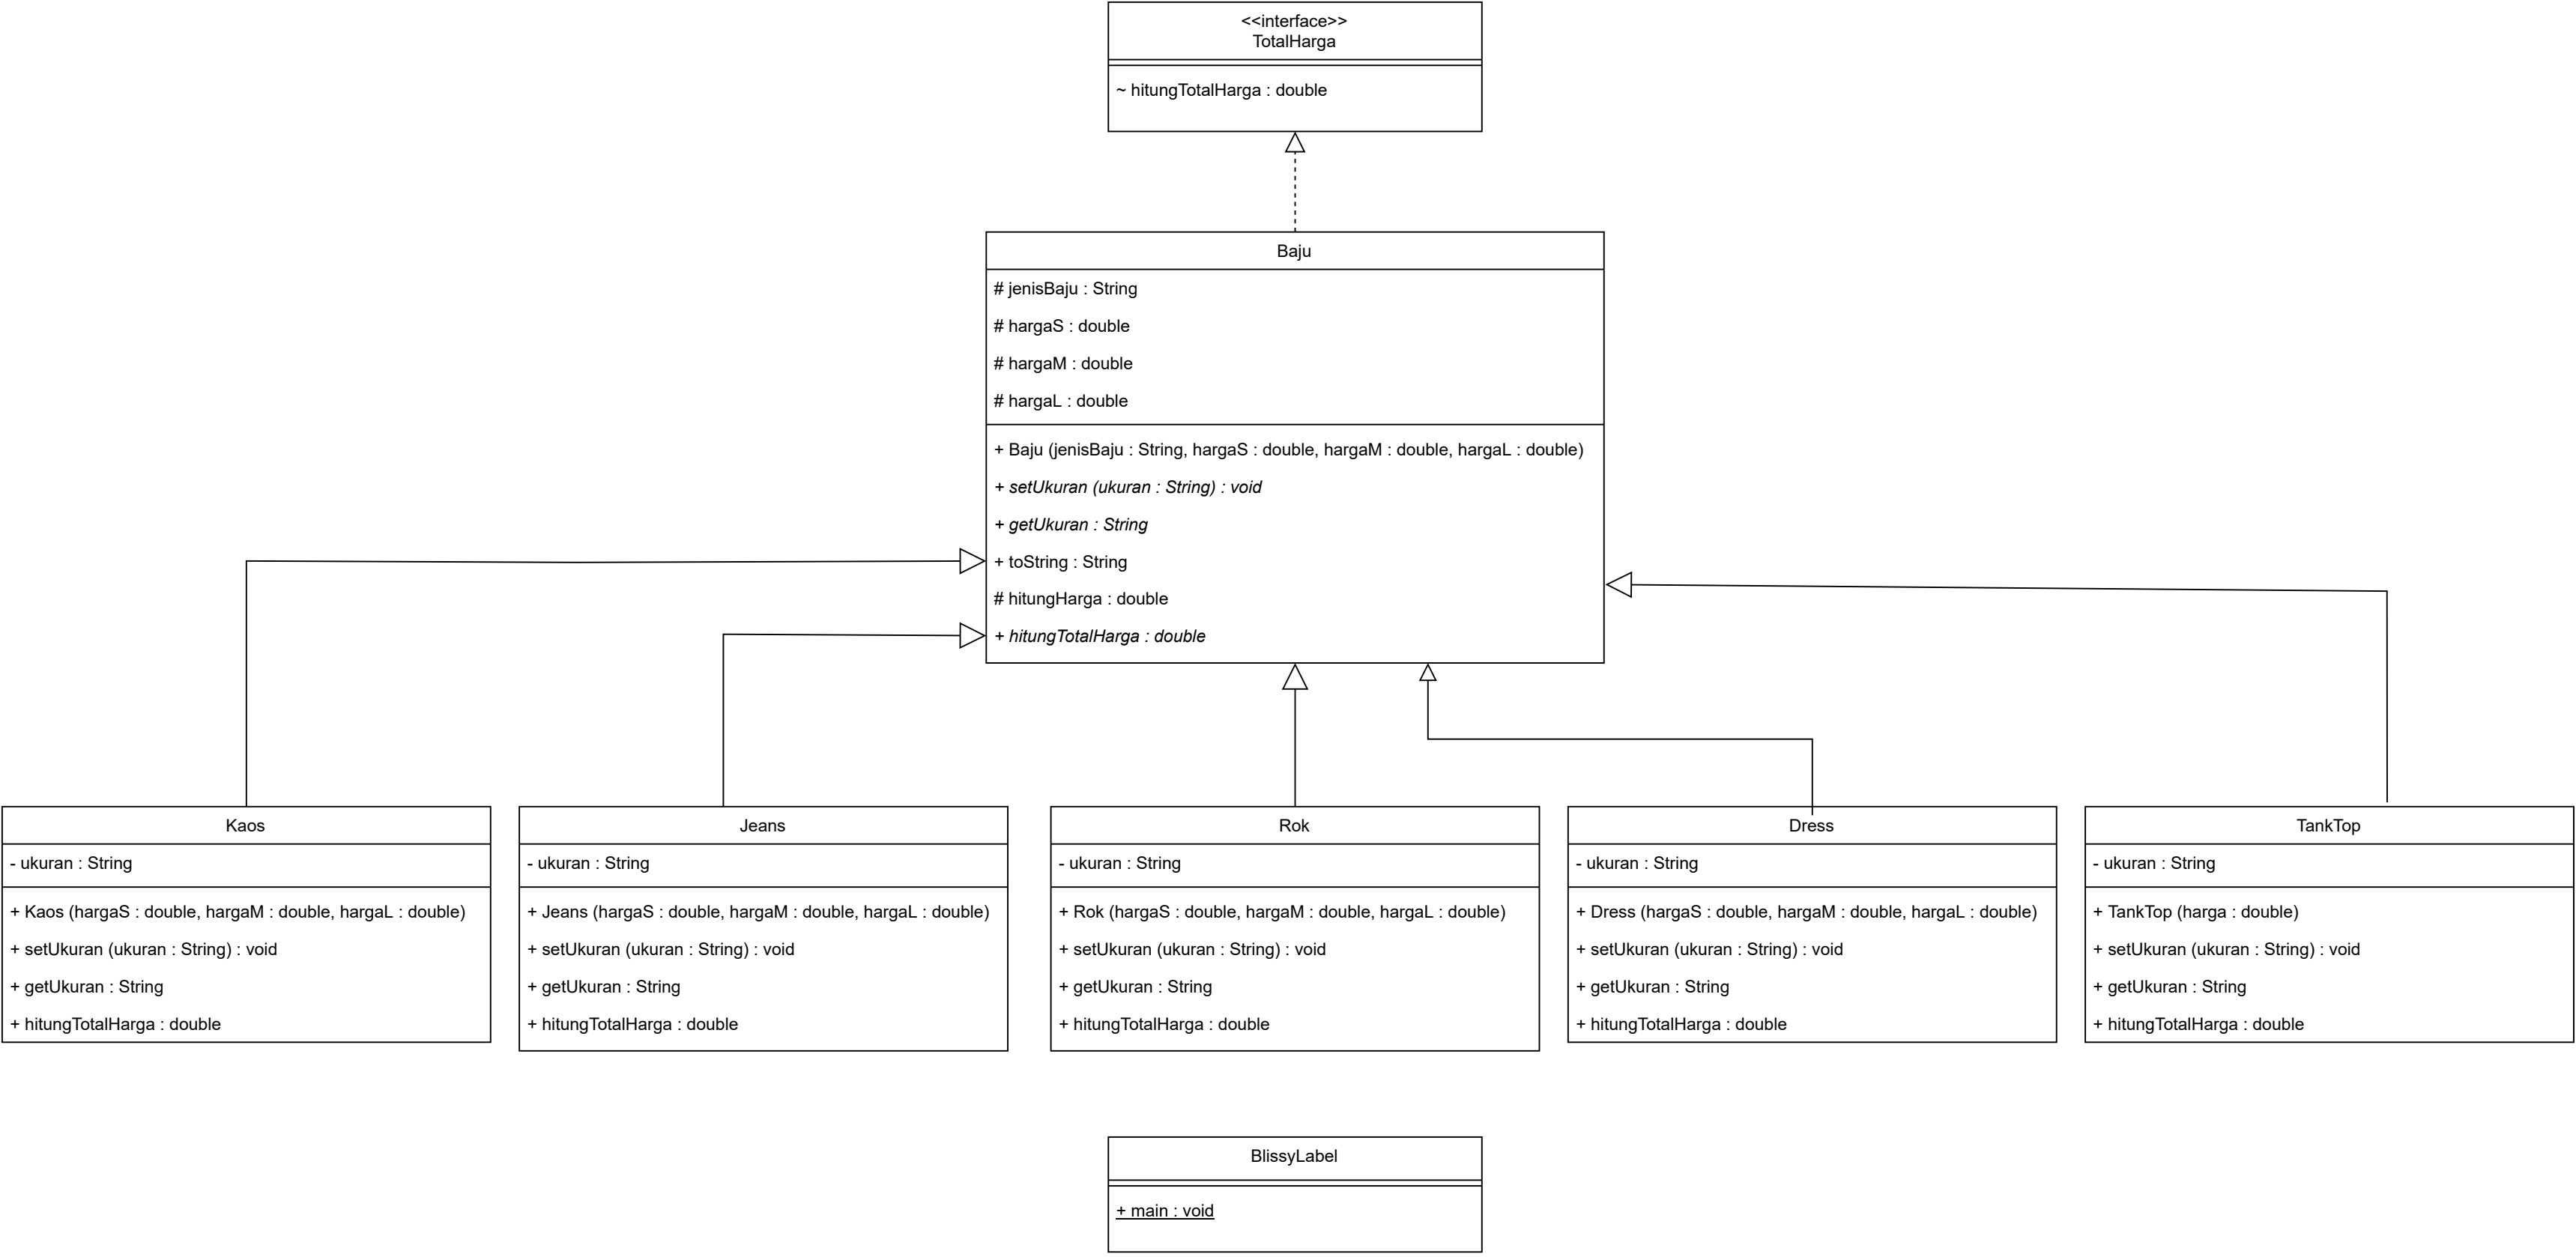 <<interface>>
TotalHarga
~ hitungTotalHarga : double
Baju
# jenisBaju : String
# hargaS : double
# hargaM : double
# hargaL : double
+ Baju (jenisBaju : String, hargaS : double, hargaM : double, hargaL : double)
+ setUkuran (ukuran : String) : void
+ getUkuran : String
+ toString : String
# hitungHarga : double
+ hitungTotalHarga : double
Kaos
- ukuran : String
+ Kaos (hargaS : double, hargaM : double, hargaL : double)
+ setUkuran (ukuran : String) : void
+ getUkuran : String
+ hitungTotalHarga : double
Jeans
- ukuran : String
+ Jeans (hargaS : double, hargaM : double, hargaL : double)
+ setUkuran (ukuran : String) : void
+ getUkuran : String
+ hitungTotalHarga : double
Rok
- ukuran : String
+ Rok (hargaS : double, hargaM : double, hargaL : double)
+ setUkuran (ukuran : String) : void
+ getUkuran : String
+ hitungTotalHarga : double
Dress
- ukuran : String
+ Dress (hargaS : double, hargaM : double, hargaL : double)
+ setUkuran (ukuran : String) : void
+ getUkuran : String
+ hitungTotalHarga : double
TankTop
- ukuran : String
+ TankTop (harga : double)
+ setUkuran (ukuran : String) : void
+ getUkuran : String
+ hitungTotalHarga : double
BlissyLabel
+ main : void